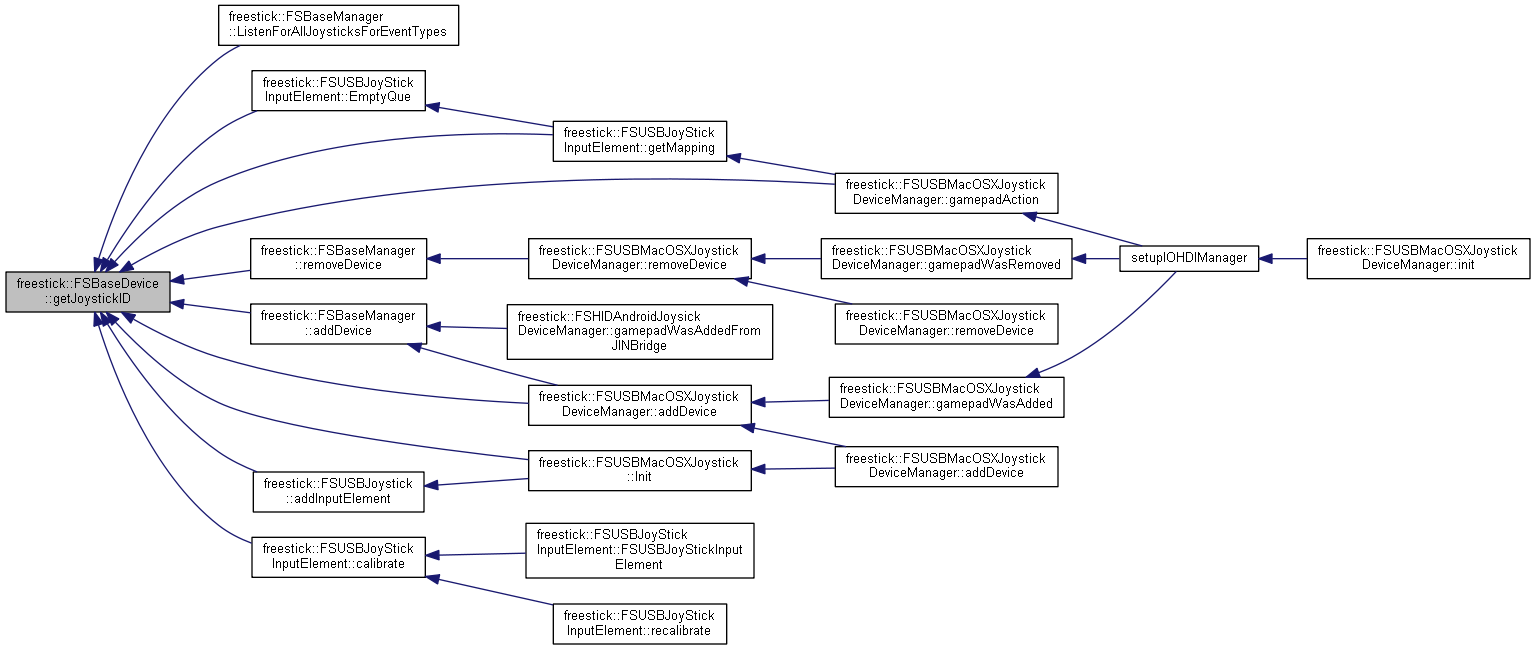 freestick::FSBaseManager
::ListenForAllJoysticksForEventTypes
freestick::FSUSBJoyStick
InputElement::EmptyQue
freestick::FSUSBJoyStick
InputElement::getMapping
freestick::FSUSBMacOSXJoystick
DeviceManager::gamepadAction
freestick::FSBaseManager
::removeDevice
freestick::FSUSBMacOSXJoystick
DeviceManager::removeDevice
freestick::FSUSBMacOSXJoystick
DeviceManager::gamepadWasRemoved
setupIOHDIManager
freestick::FSUSBMacOSXJoystick
DeviceManager::init
freestick::FSBaseDevice
::getJoystickID
freestick::FSBaseManager
::addDevice
freestick::FSHIDAndroidJoysick
DeviceManager::gamepadWasAddedFrom
JINBridge
freestick::FSUSBMacOSXJoystick
DeviceManager::removeDevice
freestick::FSUSBMacOSXJoystick
DeviceManager::addDevice
freestick::FSUSBMacOSXJoystick
DeviceManager::gamepadWasAdded
freestick::FSUSBJoystick
::addInputElement
freestick::FSUSBMacOSXJoystick
::Init
freestick::FSUSBMacOSXJoystick
DeviceManager::addDevice
freestick::FSUSBJoyStick
InputElement::calibrate
freestick::FSUSBJoyStick
InputElement::FSUSBJoyStickInput
Element
freestick::FSUSBJoyStick
InputElement::recalibrate